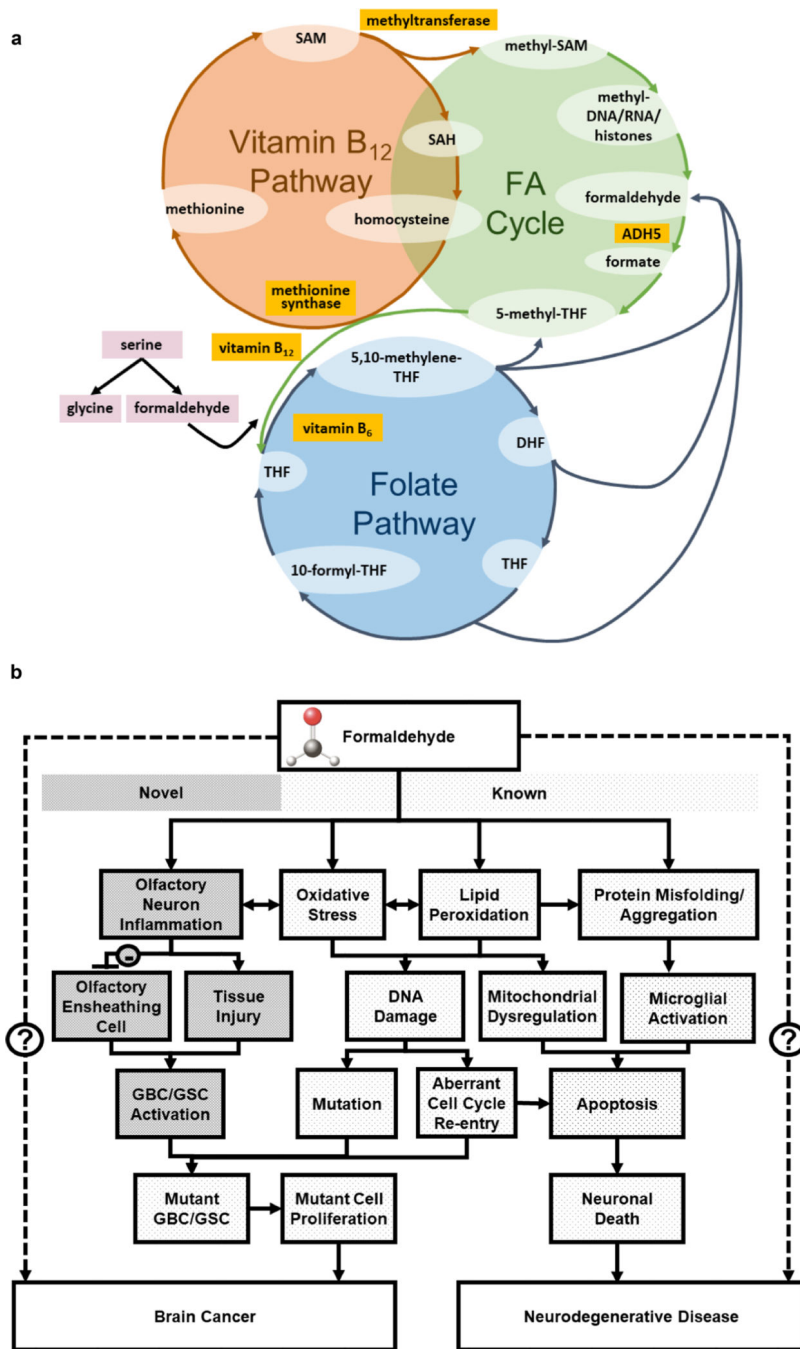 a
methyltransferase
SAM
methyl-SAM
methyl-
DNA/RNA/
histones
Vitamin B12
Pathway
SAH
FA
Cycle
methionine
homocysteine
formaldehyde
ADH5
formate
methionine
synthase
5-methyl-THF
serine
vitamin B12
5,10-methylene-
THF
glycine
formaldehyde
vitamin B6
DHF
THF
Folate
Pathway
10-formyl-THF
THF
b
Formaldehyde
Novel
Known
Olfactory
Neuron
Inflammation
Oxidative
Stress
Lipid
Peroxidation
Protein Misfolding/
Aggregation
-
Olfactory
Ensheathing
Cell
Tissue
Injury
DNA
Damage
Mitochondrial
Dysregulation
Microglial
Activation
?
?
GBC/GSC
Activation
Mutation
Aberrant
Cell Cycle
Re-entry
Apoptosis
Mutant
GBC/GSC
Mutant Cell
Proliferation
Neuronal
Death
Brain Cancer
Neurodegenerative Disease